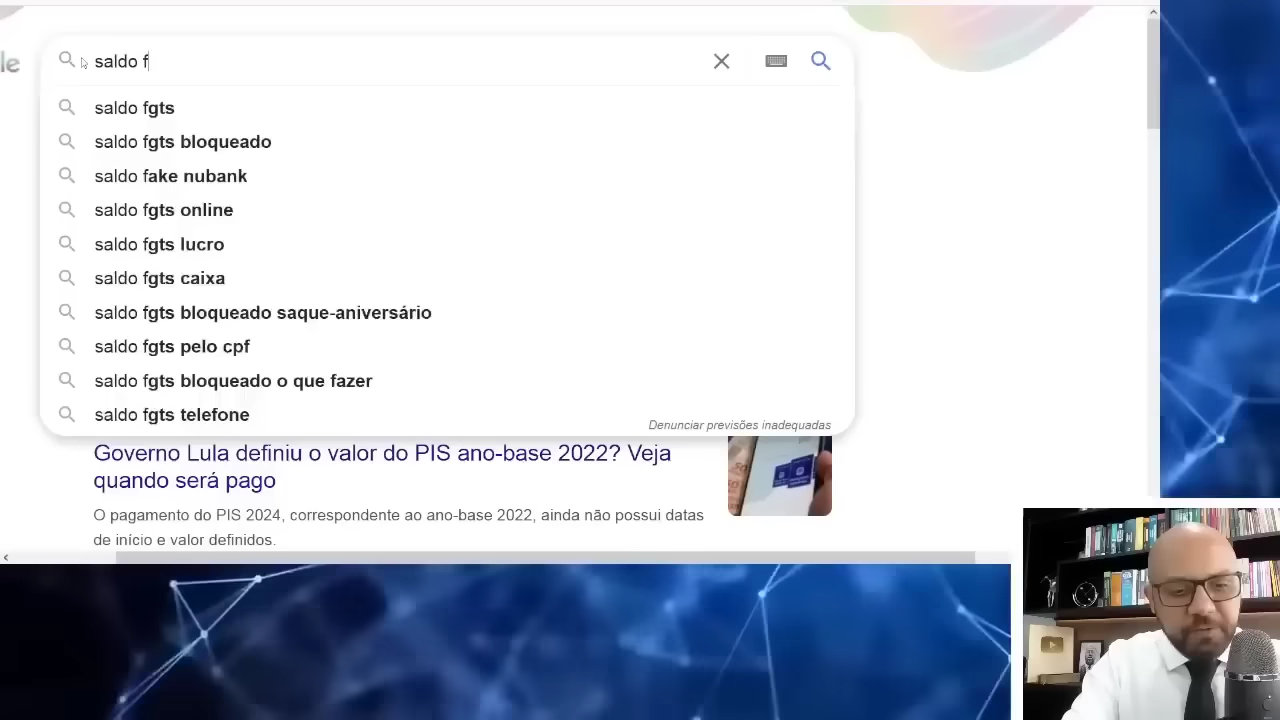 le
saldo f
saldo fgts
saldo fgts bloqueado
saldo fake nubank
saldo fgts online
saldo fgts lucro
saldo fgts caixa
saldo fgts bloqueado saque-aniversário
saldo fgts pelo cpf
saldo fgts bloqueado o que fazer
saldo fgts telefone
Denunciar previsões inadequadas
Governo Lula definiu o valor do PIS ano-base 2022? Veja
quando será pago
O pagamento do PIS 2024, correspondente ao ano-base 2022, ainda não possui datas
de início e valor definidos.